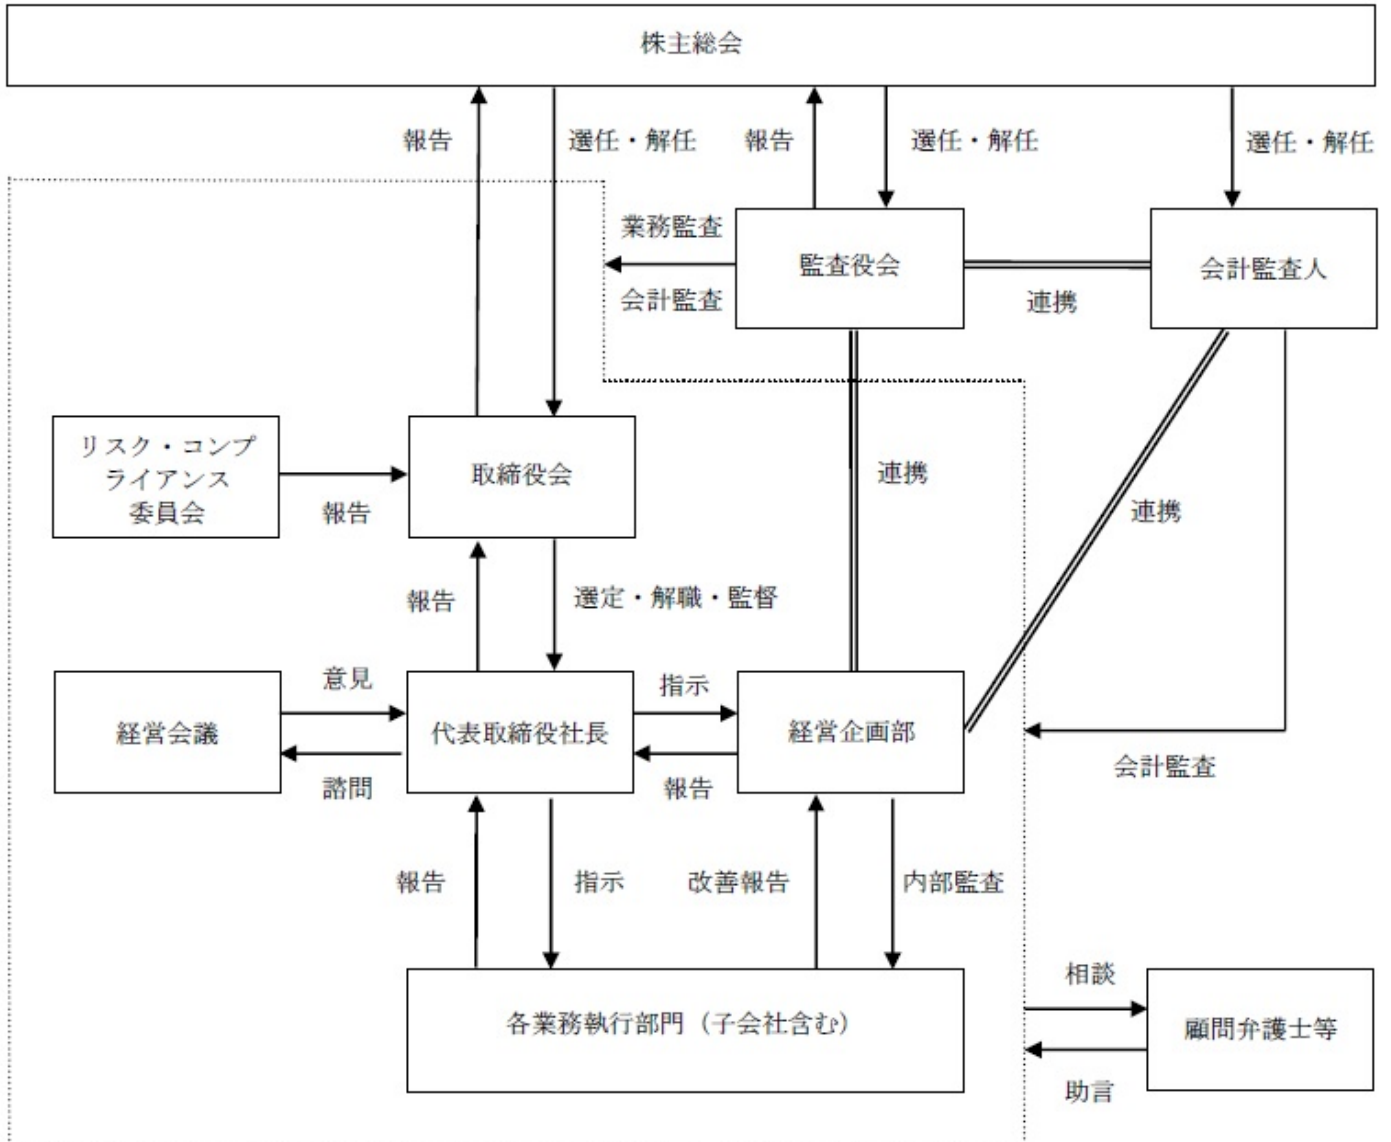 株主総会
報告
選任・解任
報告
選任・解任
選任・解任
業務監査
監査役会
会計監査人
会計監査
連携
リスク・コンプ
ライアンス
委員会
報告
取締役会
連携
連携
報告
選定・解職・監督
経営会議
意見
諮問
代表取締役社長
指示
報告
経営企画部
会計監査
報告
指示
改善報告
内部監査
各業務執行部門（子会社含む）
相談
顧問弁護士等
助言